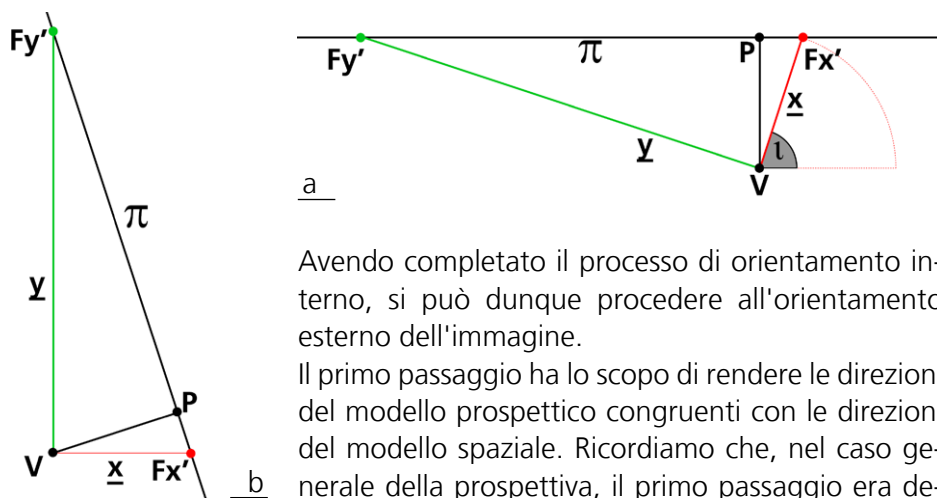 Fy'
π
y
P
V
x
Fx'
b
Fy'
π
P
Fx'
x
y
ι
V
a
Avendo completato il processo di orientamento in-
terno, si può dunque procedere all'orientamento
esterno dell'immagine.
Il primo passaggio ha lo scopo di rendere le direzion
del modello prospettico congruenti con le direzion
del modello spaziale. Ricordiamo che, nel caso ge-
nerale della prospettiva, il primo passaggio era de-